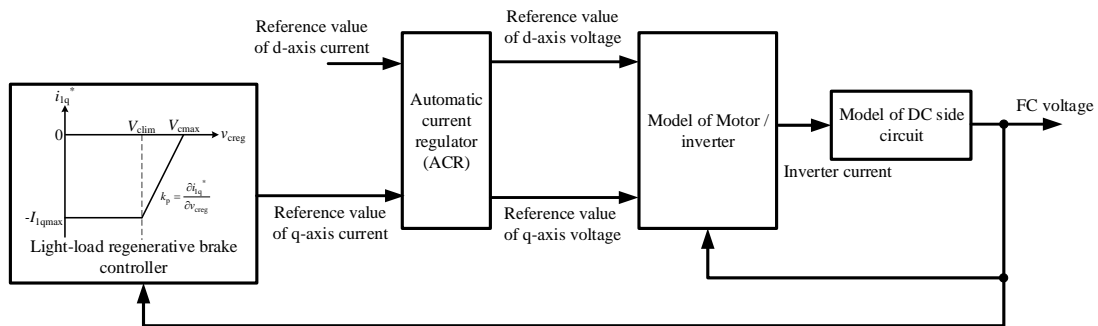 Reference value
of d-axis current
Reference value
of d-axis voltage
i1q*
Vclim
Vcmax
0
vcreg
kp = ∂i1q* / ∂vcreg
-I1qmax
Light-load regenerative brake
controller
Reference value
of q-axis current
Automatic
current
regulator
(ACR)
Reference value
of q-axis voltage
Model of Motor /
inverter
Inverter current
Model of DC side
circuit
FC voltage